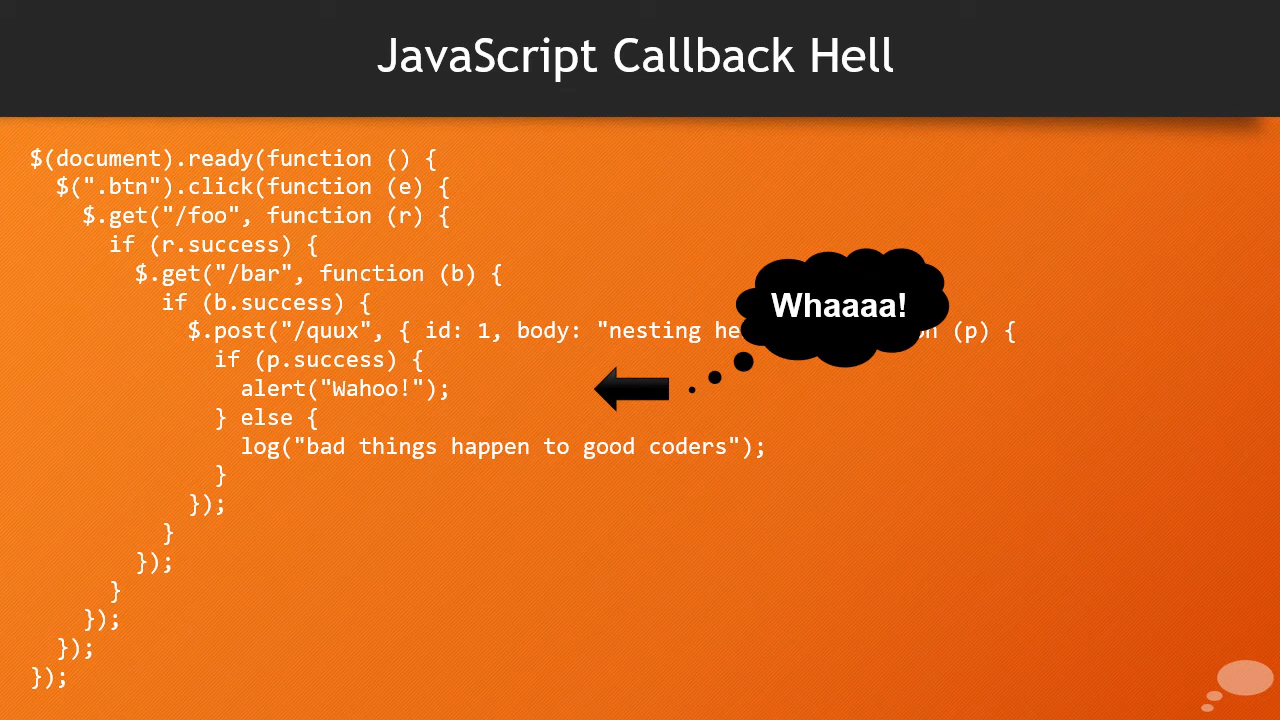 JavaScript Callback Hell
$(document).ready(function () {
$(".btn").click(function (e) {
$.get("/foo", function (r) {
if (r.success) {
$.get("/bar", function (b) {
if (b.success) {
Whaaaa!
$.post("/quux", { id: 1, body: "nesting (p) {
if (p.success) {
alert("Wahoo!");
} else {
log("bad things happen to good coders");
}
});
}
});
}
});
});
});